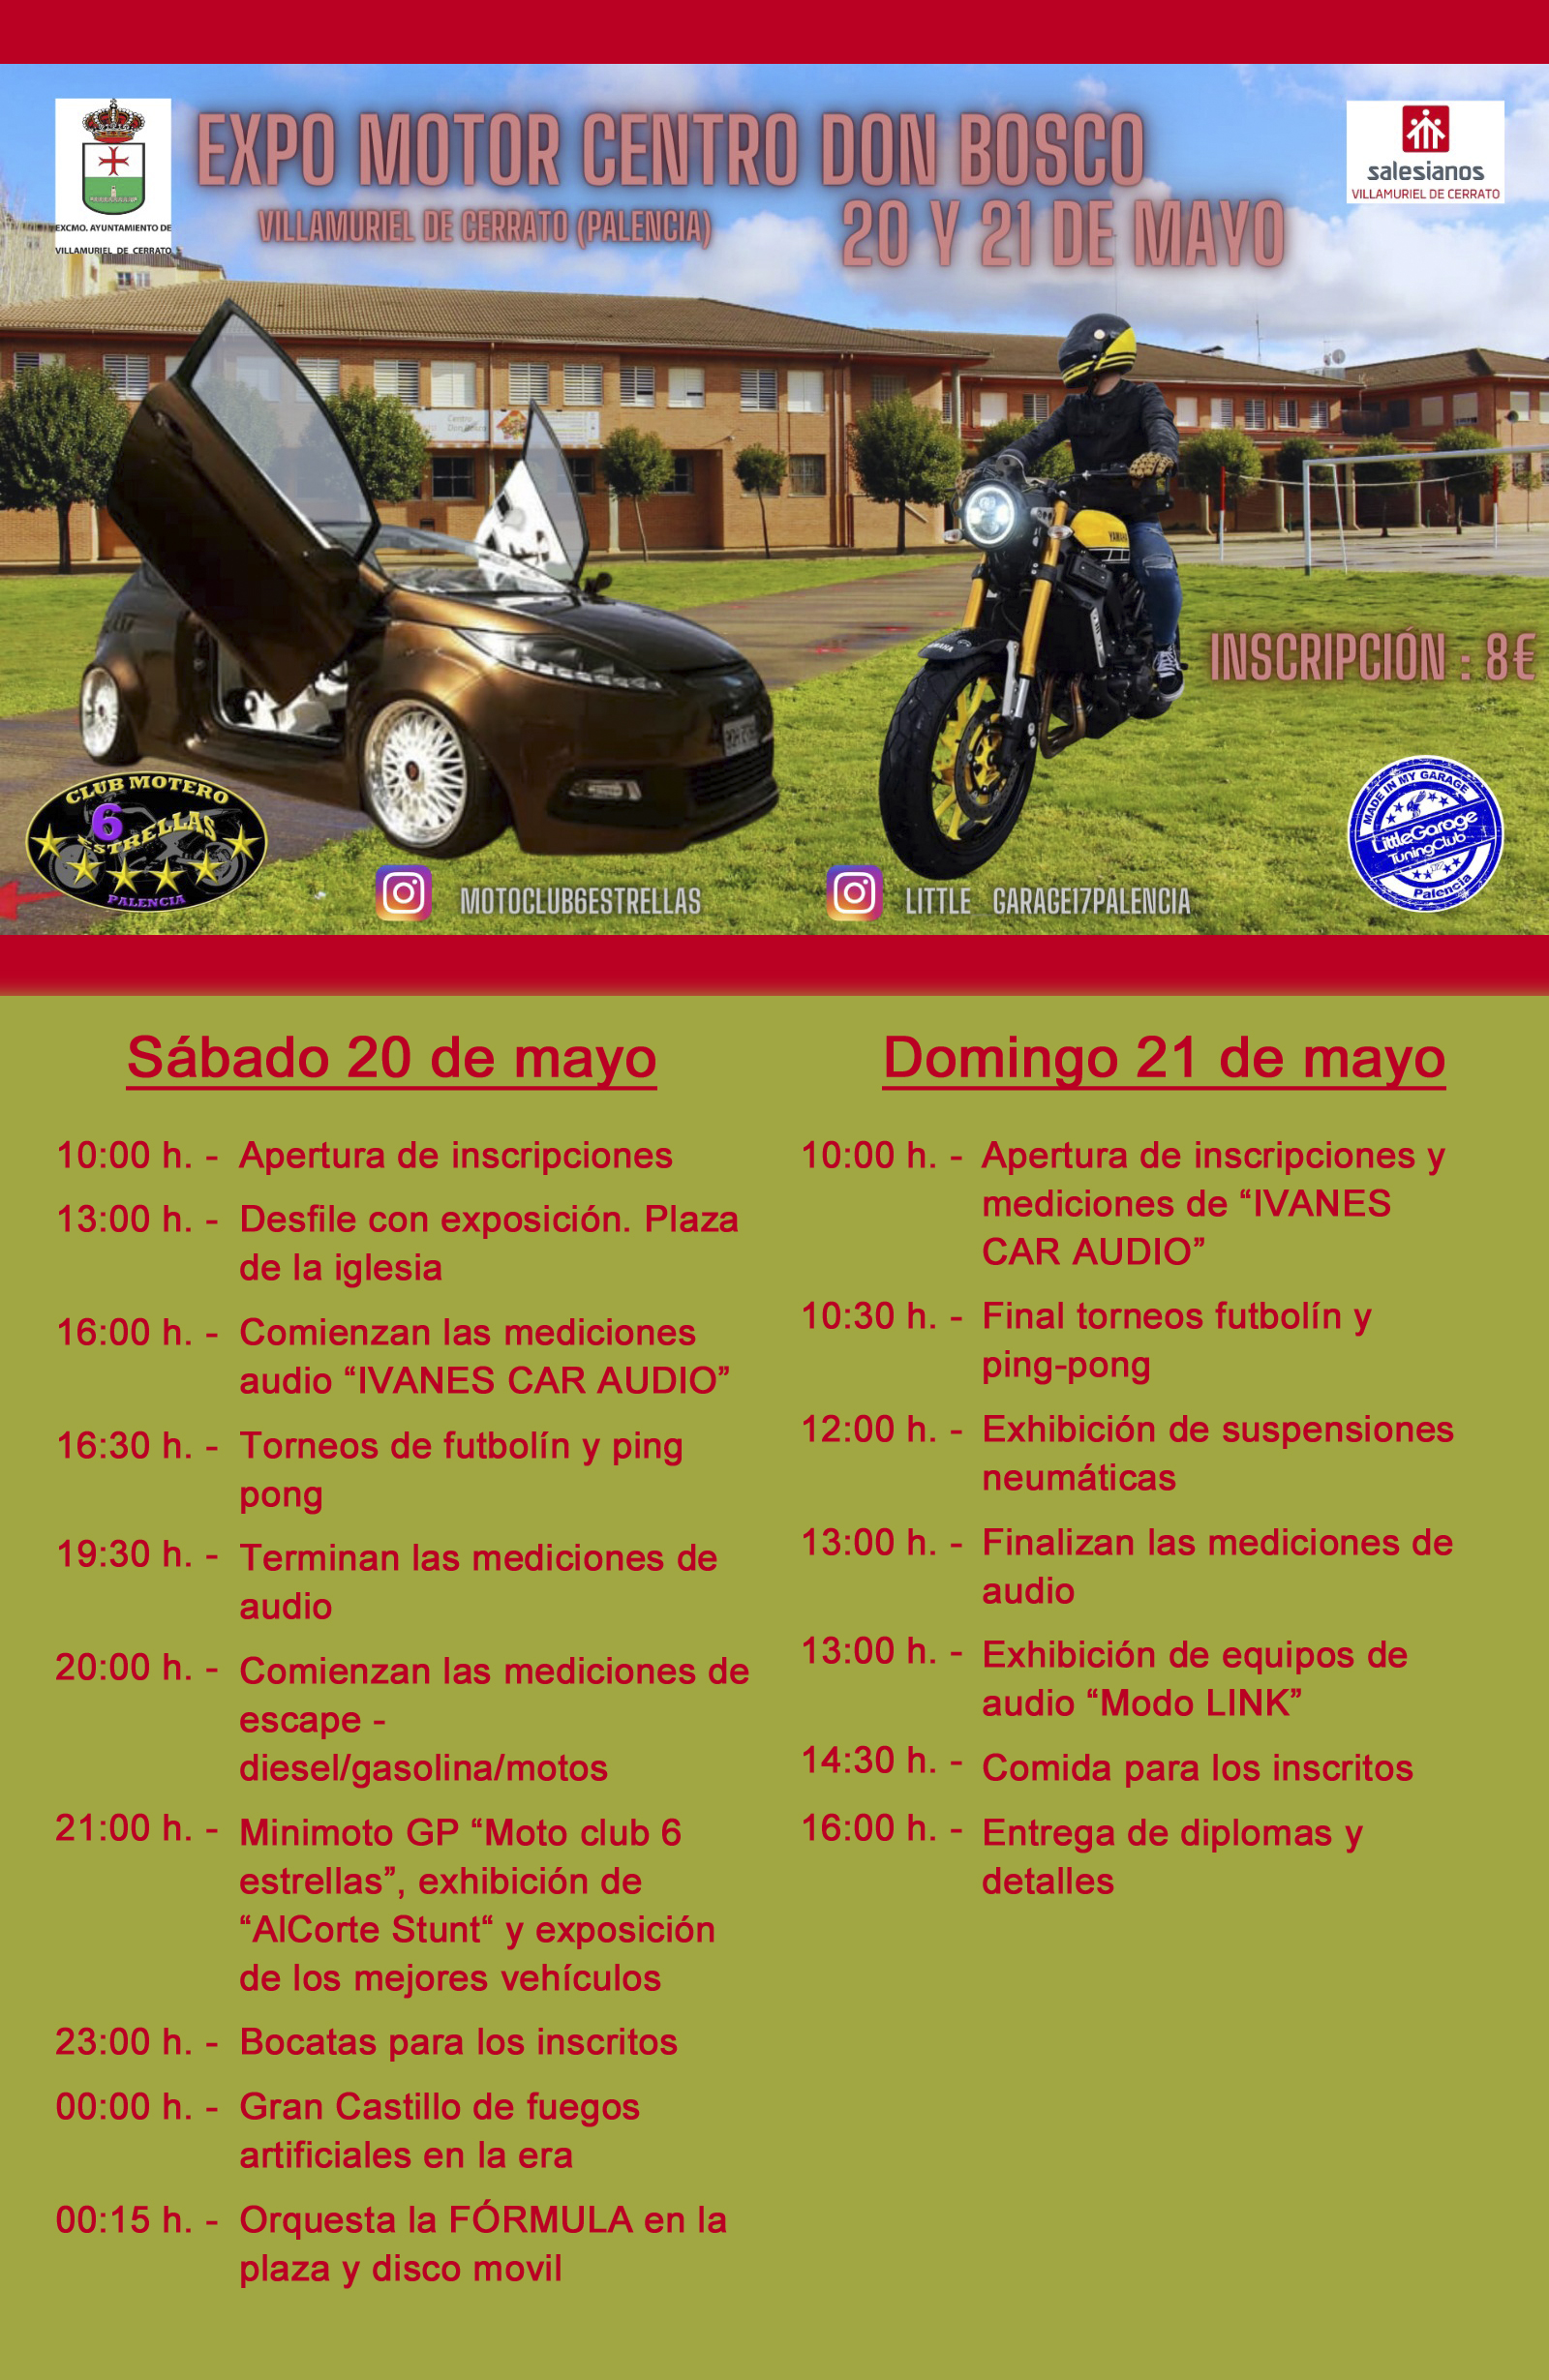 EXPO MOTOR CENTRO DON BOSCO
VILLAMURIEL DE CERRATO (PALENCIA)
20 Y 21 DE MAYO
EXCMO. AYUNTAMIENTO DE
VILLAMURIEL DE CERRATO
salesianos
VILLAMURIEL DE CERRATO
Centro
Don Bosco
YAMAHA
YAMAHA
INSCRIPCIÓN : 8€
CLUB MOTERO
6
ESTRELLAS
PALENCIA
MOTOCLUB6ESTRELLAS
LITTLE_GARAGE17PALENCIA
MADE IN MY GARAGE
LittleGarage
TuningClub
Palencia
Sábado 20 de mayo
10:00 h. - Apertura de inscripciones
13:00 h. - Desfile con exposición. Plaza
de la iglesia
16:00 h. - Comienzan las mediciones
audio “IVANES CAR AUDIO”
16:30 h. - Torneos de futbolín y ping
pong
19:30 h. - Terminan las mediciones de
audio
20:00 h. - Comienzan las mediciones de
escape -
diesel/gasolina/motos
21:00 h. - Minimoto GP “Moto club 6
estrellas”, exhibición de
“AlCorte Stunt“ y exposición
de los mejores vehículos
23:00 h. - Bocatas para los inscritos
00:00 h. - Gran Castillo de fuegos
artificiales en la era
00:15 h. - Orquesta la FÓRMULA en la
plaza y disco movil
Domingo 21 de mayo
10:00 h. - Apertura de inscripciones y
mediciones de “IVANES
CAR AUDIO”
10:30 h. - Final torneos futbolín y
ping-pong
12:00 h. - Exhibición de suspensiones
neumáticas
13:00 h. - Finalizan las mediciones de
audio
13:00 h. - Exhibición de equipos de
audio “Modo LINK”
14:30 h. - Comida para los inscritos
16:00 h. - Entrega de diplomas y
detalles